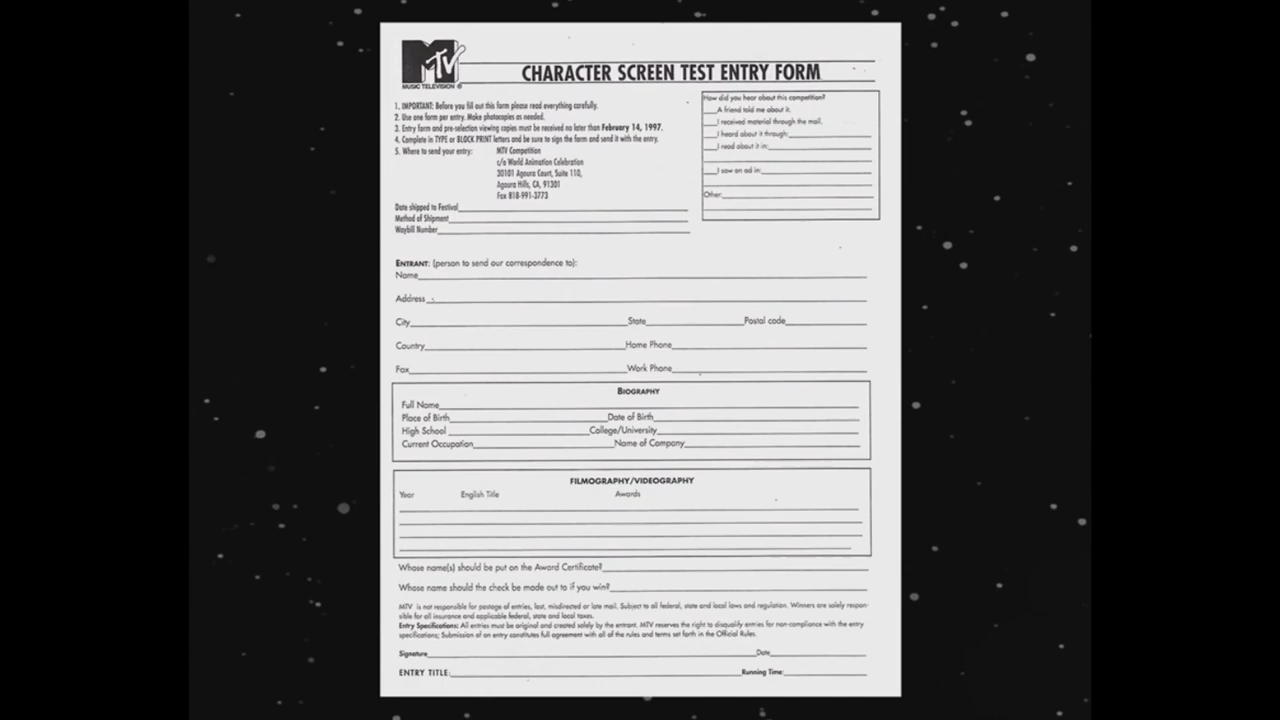 MTV
MUSIC TELEVISION ®
CHARACTER SCREEN TEST ENTRY FORM
1. IMPORTANT: Before you fill out this form please read everything carefully.
2. Use one form per entry. Make photocopies as needed.
3. Entry form and pre-selection viewing copies must be received no later than February 14, 1997.
4. Complete in TYPE or BLOCK PRINT letters and be sure to sign the form and send it with the entry.
5. Where to send your entry: MTV Competition
c/o World Animation Celebration
30101 Agoura Court, Suite 110,
Agoura Hills, CA, 91301
Fax 818-991-3773
Date shipped to Festival
Method of Shipment
Waybill Number
How did you hear about this competition?
A friend told me about it.
I received material through the mail.
I heard about it through:
I read about it in:
I saw an ad in:
Other:
ENTRANT: (person to send our correspondence to):
Name
Address
City State Postal code
Country Home Phone
Fax Work Phone
BIOGRAPHY
Full Name
Place of Birth Date of Birth
High School College/University
Current Occupation Name of Company
FILMOGRAPHY/VIDEOGRAPHY
Year English Title Awards
Whose name(s) should be put on the Award Certificate?
Whose name should the check be made out to if you win?
MTV is not responsible for postage of entries, lost, misdirected or late mail. Subject to all federal, state and local laws and regulation. Winners are solely respon-
sible for all insurance and applicable federal, state and local taxes.
Entry Specifications: All entries must be original and created solely by the entrant. MTV reserves the right to disqualify entries for non-compliance with the entry
specifications; Submission of an entry constitutes full agreement with all of the rules and terms set forth in the Official Rules.
Signature Date
ENTRY TITLE: Running Time: